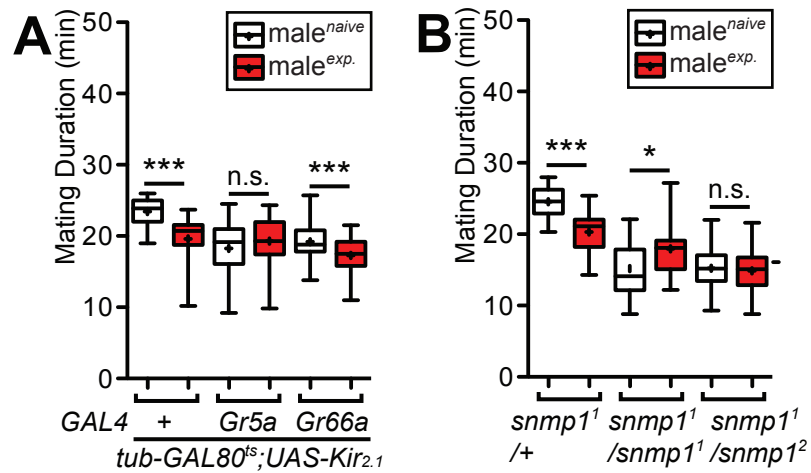 A
Mating Duration (min)
50
40
30
20
10
0
male^naive
male^exp.
***
n.s.
***
GAL4 + Gr5a Gr66a
tub-GAL80^ts;UAS-Kir2.1
B
Mating Duration (min)
50
40
30
20
10
0
male^naive
male^exp.
***
*
n.s.
snmp1^1 snmp1^1 snmp1^1
/+ /snmp1^1 /snmp1^2